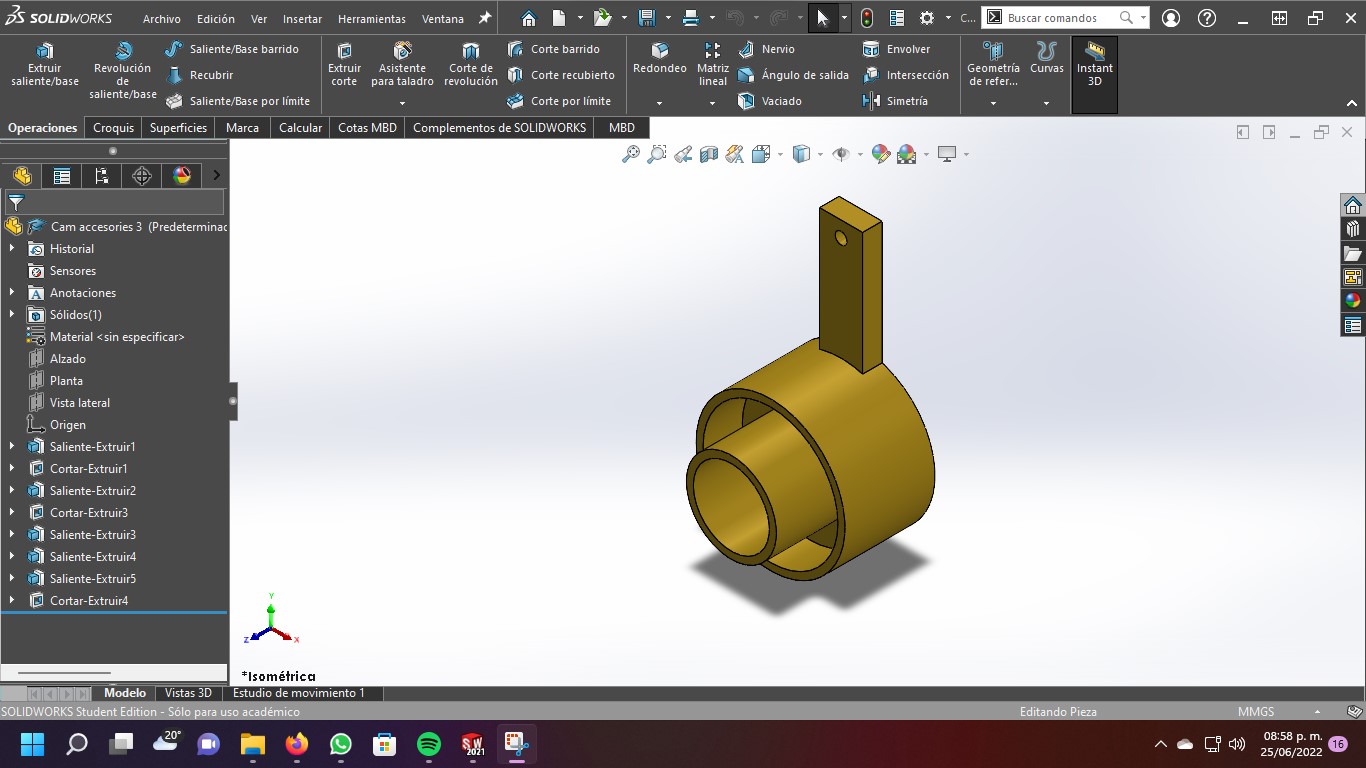 SOLIDWORKS
Archivo Edición Ver Insertar Herramientas Ventana
C...
Buscar comandos
Extruir
saliente/base
Revolución
de
saliente/base
Saliente/Base barrido
Recubrir
Saliente/Base por límite
Extruir
corte
Asistente
para taladro
Corte de
revolución
Corte barrido
Corte recubierto
Corte por límite
Redondeo
Matriz
lineal
Nervio
Ángulo de salida
Vaciado
Envolver
Intersección
Simetría
Geometría
de refer...
Curvas
Instant
3D
Operaciones Croquis Superficies Marca Calcular Cotas MBD Complementos de SOLIDWORKS MBD
Cam accesories 3 (Predeterminac
Historial
Sensores
Anotaciones
Sólidos(1)
Material <sin especificar>
Alzado
Planta
Vista lateral
Origen
Saliente-Extruir1
Cortar-Extruir1
Saliente-Extruir2
Cortar-Extruir3
Saliente-Extruir3
Saliente-Extruir4
Saliente-Extruir5
Cortar-Extruir4
Y
Z
X
*Isométrica
Modelo Vistas 3D Estudio de movimiento 1
SOLIDWORKS Student Edition - Sólo para uso académico
Editando Pieza
MMGS
20°
SW
2021
08:58 p. m.
25/06/2022
16